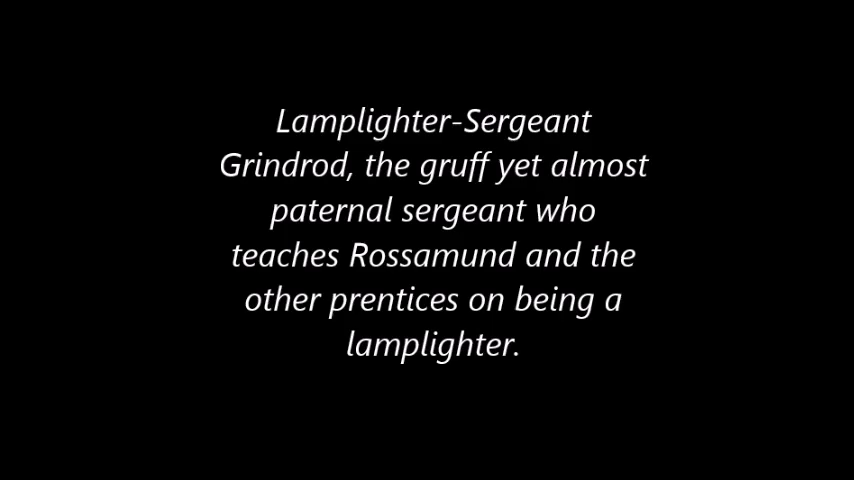 Lamplighter-Sergeant
Grindrod, the gruff yet almost
paternal sergeant who
teaches Rossamund and the
other prentices on being a
lamplighter.